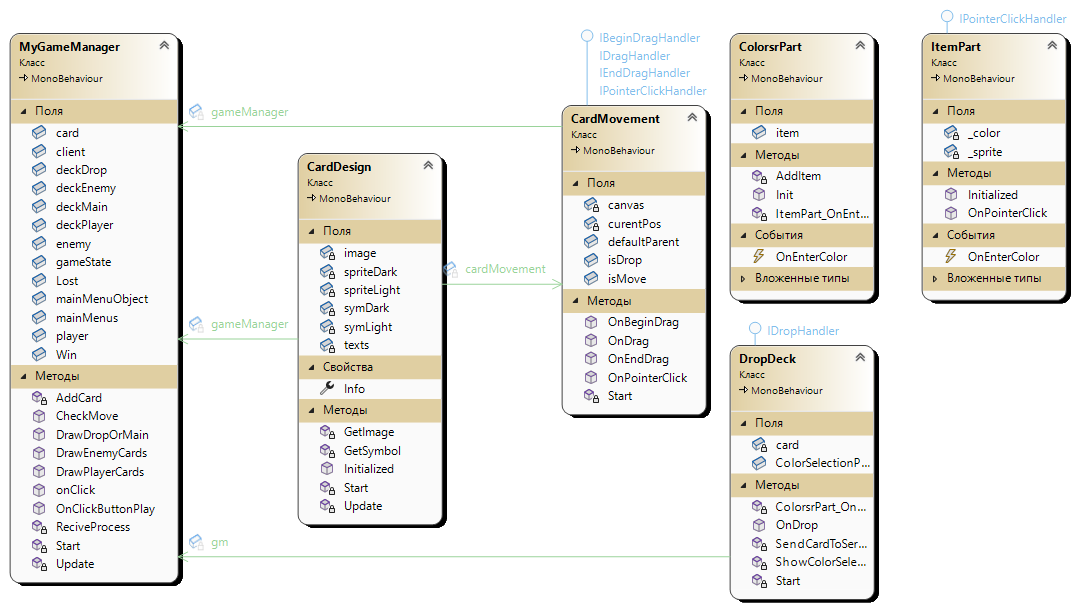 MyGameManager
Класс
MonoBehaviour
Поля
card
client
deckDrop
deckEnemy
deckMain
deckPlayer
enemy
gameState
Lost
mainMenuObject
mainMenus
player
Win
Методы
AddCard
CheckMove
DrawDropOrMain
DrawEnemyCards
DrawPlayerCards
onClick
OnClickButtonPlay
ReciveProcess
Start
Update
gameManager
gameManager
gm
CardDesign
Класс
MonoBehaviour
Поля
image
spriteDark
spriteLight
symDark
symLight
texts
Свойства
Info
Методы
GetImage
GetSymbol
Initialized
Start
Update
cardMovement
IBeginDragHandler
IDragHandler
IEndDragHandler
IPointerClickHandler
CardMovement
Класс
MonoBehaviour
Поля
canvas
curentPos
defaultParent
isDrop
isMove
Методы
OnBeginDrag
OnDrag
OnEndDrag
OnPointerClick
Start
ColorsrPart
Класс
MonoBehaviour
Поля
item
Методы
AddItem
Init
ItemPart_OnEnt...
События
OnEnterColor
Вложенные типы
IPointerClickHandler
ItemPart
Класс
MonoBehaviour
Поля
_color
_sprite
Методы
Initialized
OnPointerClick
События
OnEnterColor
Вложенные типы
IDropHandler
DropDeck
Класс
MonoBehaviour
Поля
card
ColorSelectionP...
Методы
ColorsrPart_On...
OnDrop
SendCardToSer...
ShowColorSele...
Start